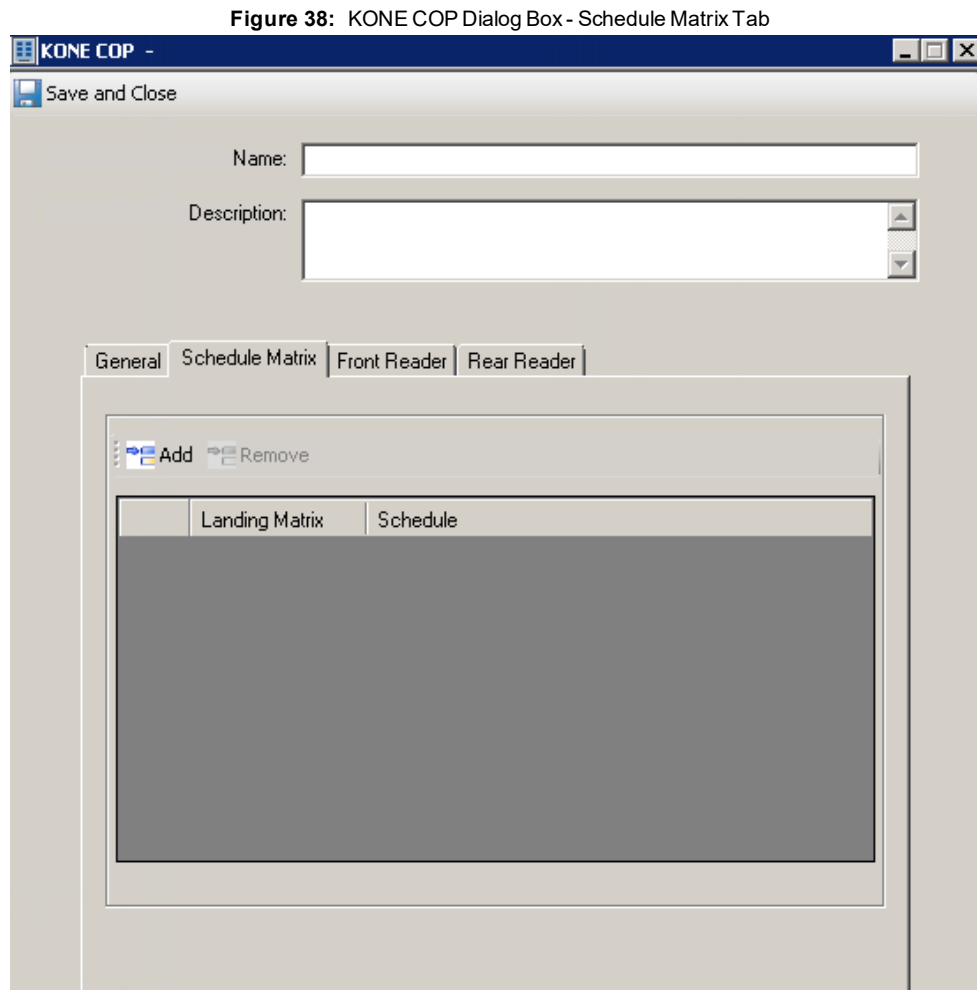 Figure 38: KONE COP Dialog Box - Schedule Matrix Tab
KONE COP -
Save and Close
Name:
Description:
General Schedule Matrix Front Reader Rear Reader
Add Remove
Landing Matrix Schedule